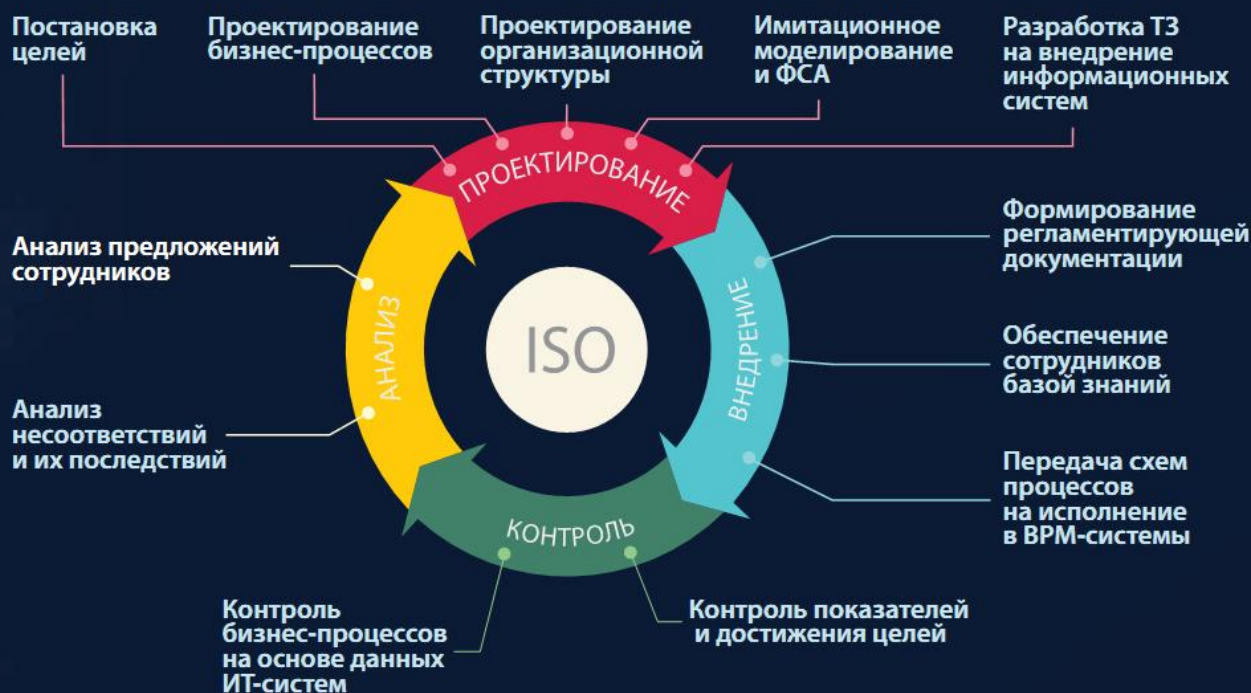 Постановка
целей
Проектирование
бизнес-процессов
Проектирование
организационной
структуры
Имитационное
моделирование
и ФСА
Разработка ТЗ
на внедрение
информационных
систем
ПРОЕКТИРОВАНИЕ
Формирование
регламентирующей
документации
Анализ предложений
сотрудников
АНАЛИЗ
ISO
ВНЕДРЕНИЕ
Обеспечение
сотрудников
базой знаний
Анализ
несоответствий
и их последствий
Передача схем
процессов
на исполнение
в BPM-системы
КОНТРОЛЬ
Контроль
бизнес-процессов
на основе данных
ИТ-систем
Контроль показателей
и достижения целей